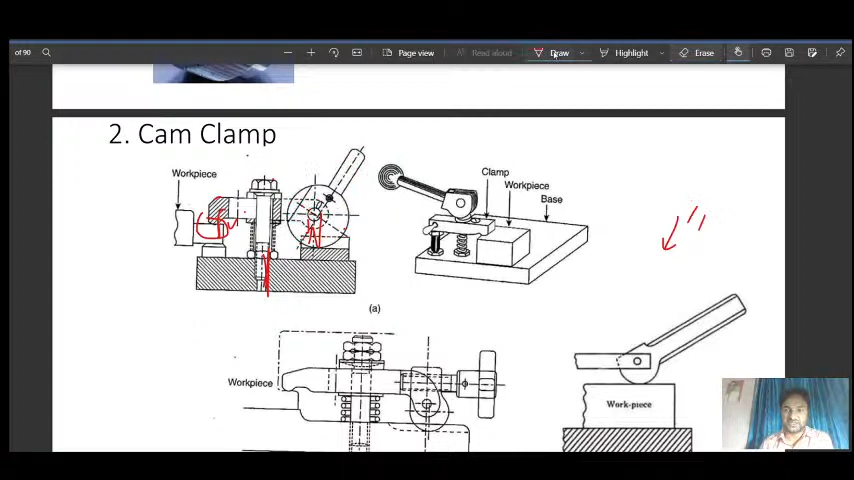 of 90
Page view
Read aloud
Draw
Highlight
Erase
2. Cam Clamp
Workpiece
Clamp
Workpiece
Base
(a)
Workpiece
Work-piece